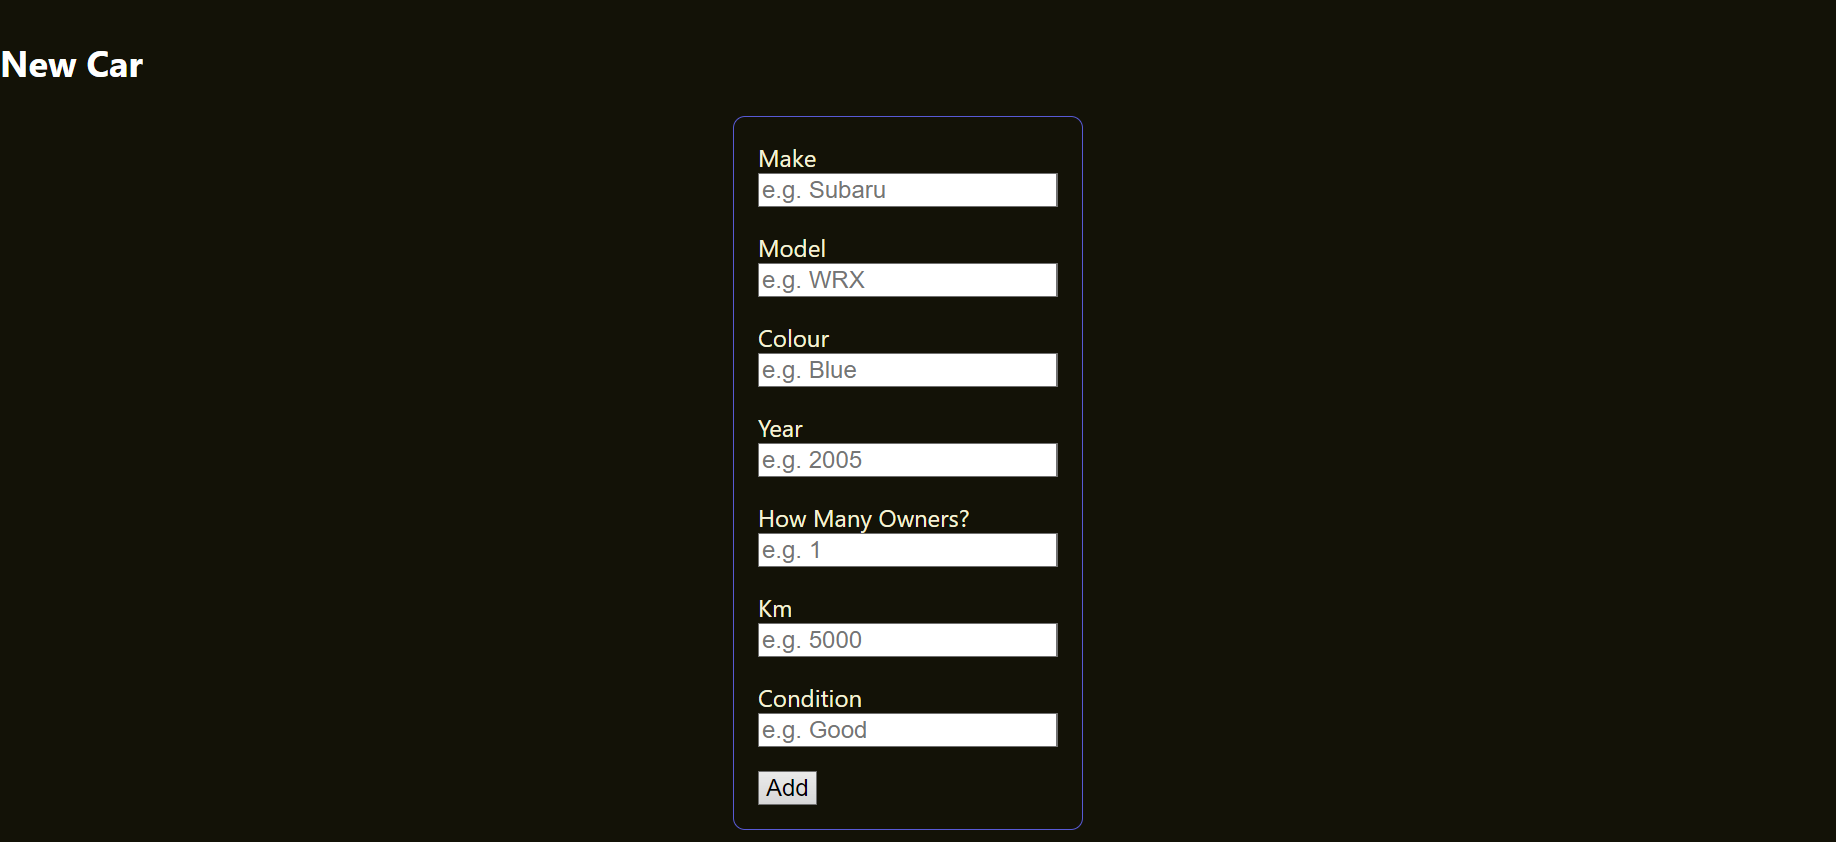 New Car
Make
e.g. Subaru
Model
e.g. WRX
Colour
e.g. Blue
Year
e.g. 2005
How Many Owners?
e.g. 1
Km
e.g. 5000
Condition
e.g. Good
Add